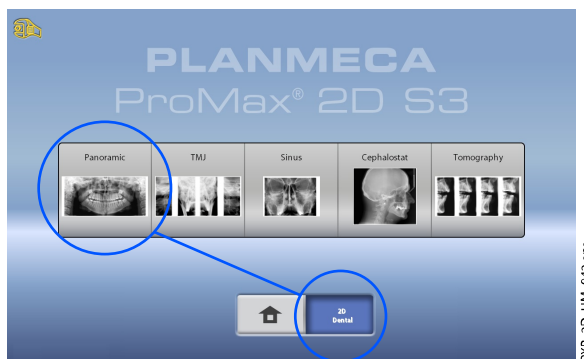 PLANMECA
ProMax® 2D S3
Panoramic
TMJ
Sinus
Cephalostat
Tomography
2D
Dental